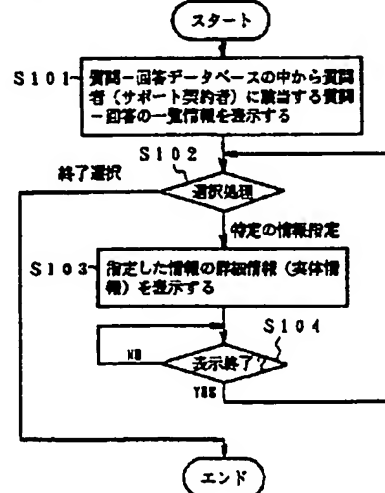 スタート
S101
質問－回答データベースの中から質問
者（サポート契約者）に該当する質問
－回答の一覧情報を表示する
S102
終了選択
選択処理
特定の情報指定
S103
指定した情報の詳細情報（実体情
報）を表示する
S104
NO
表示終了？
YES
エンド